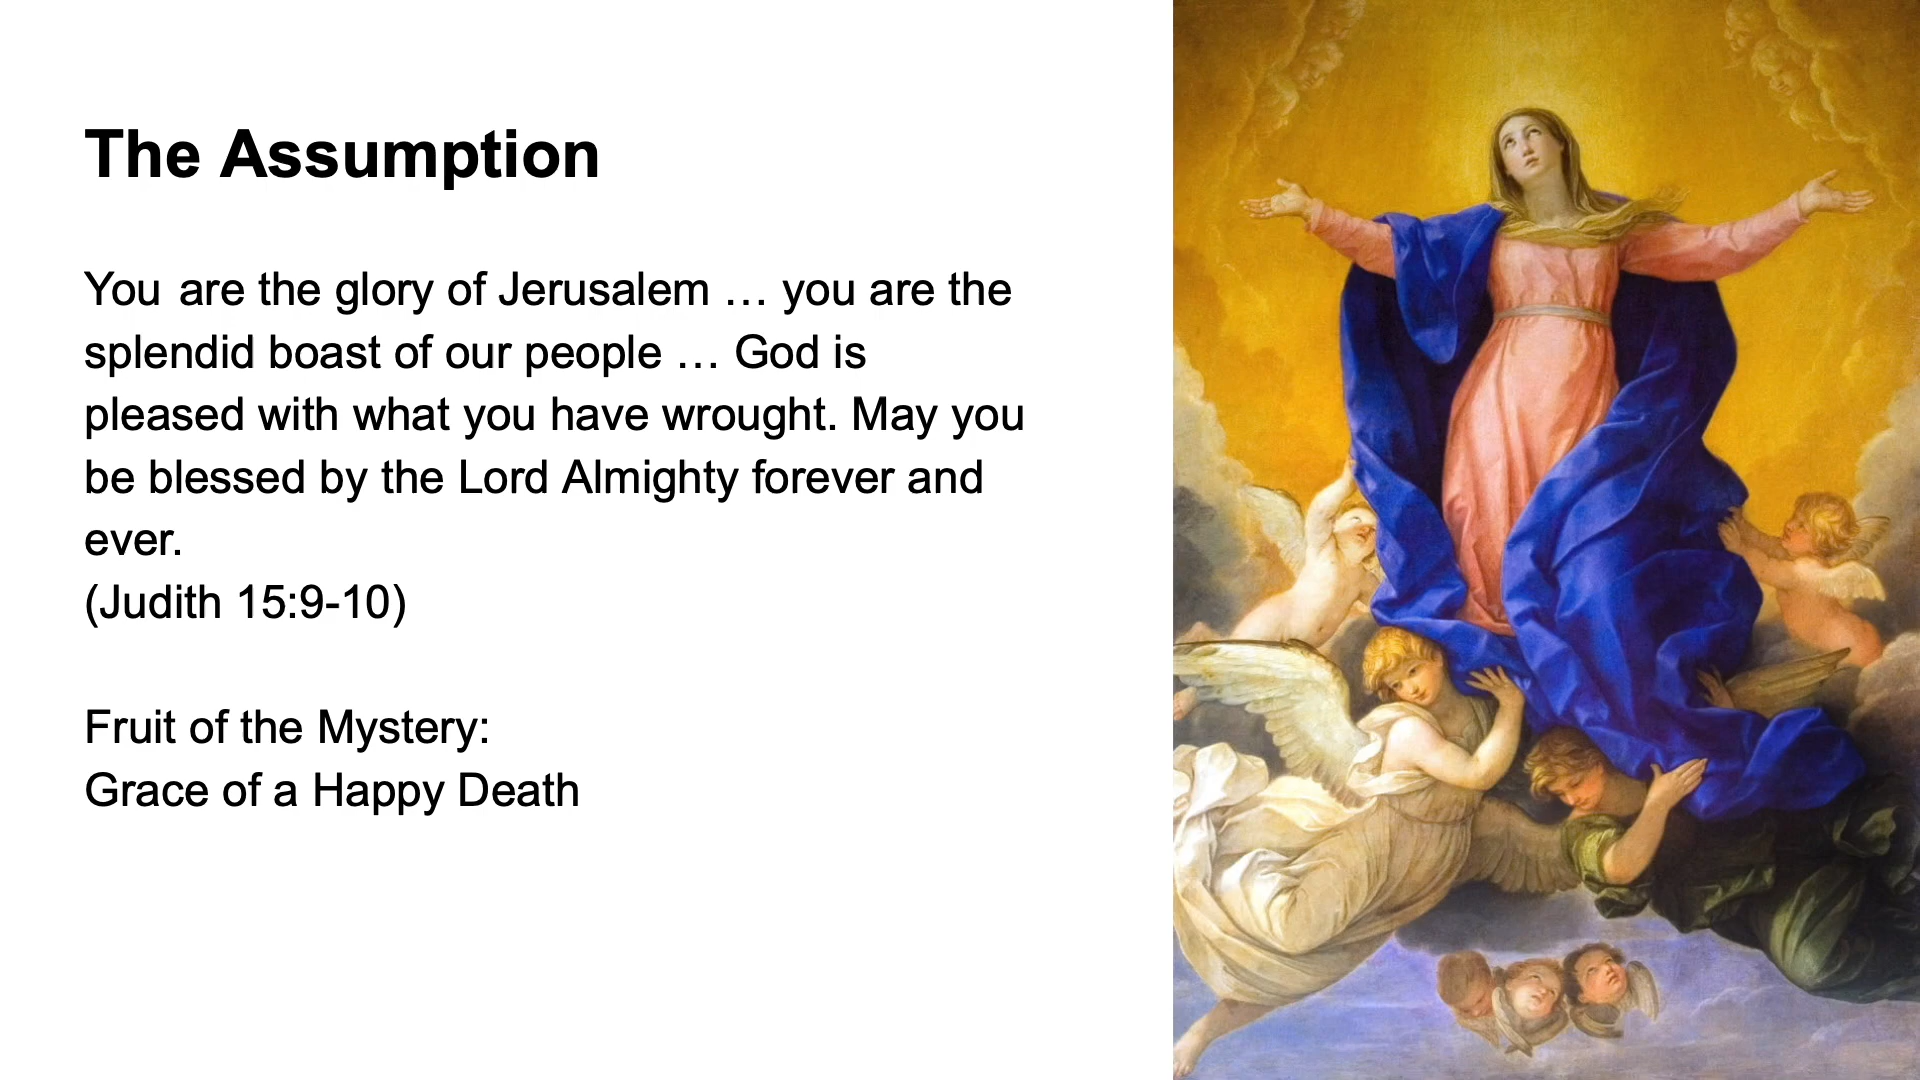 The Assumption
You are the glory of Jerusalem … you are the
splendid boast of our people … God is
pleased with what you have wrought. May you
be blessed by the Lord Almighty forever and
ever.
(Judith 15:9-10)
Fruit of the Mystery:
Grace of a Happy Death